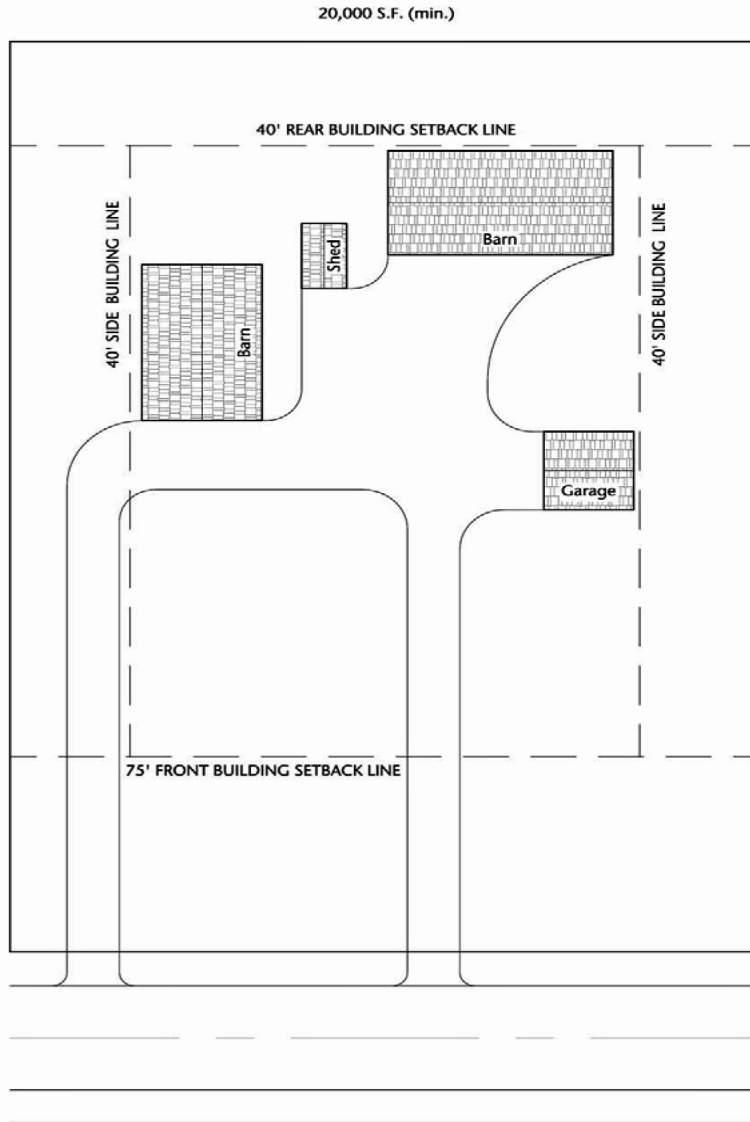 20,000 S.F. (min.)
40' REAR BUILDING SETBACK LINE
40' SIDE BUILDING LINE
Shed
Barn
40' SIDE BUILDING LINE
Barn
Garage
75' FRONT BUILDING SETBACK LINE